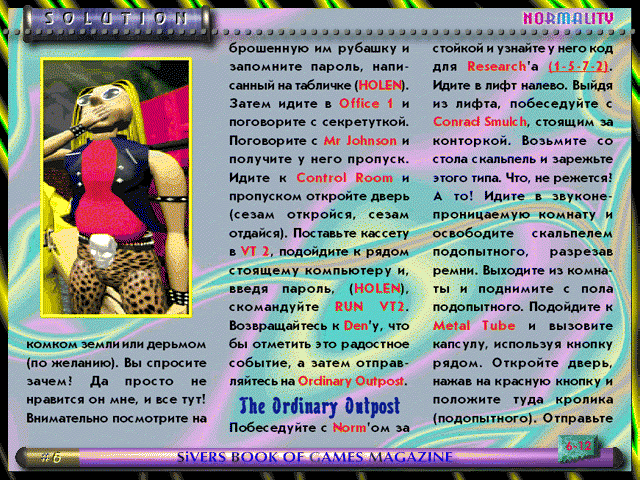 SOLUTION
NORMALITY
комком земли или дерьмом
(по желанию). Вы спросите
зачем? Да просто не
нравится он мне, и все тут!
Внимательно посмотрите на
брошенную им рубашку и
запомните пароль, напи-
санный на табличке (HOLEN).
Затем идите в Office 1 и
поговорите с секретуткой.
Поговорите с Mr Johnson и
получите у него пропуск.
Идите к Control Room и
пропуском откройте дверь
(сезам откройся, сезам
отдайся). Поставьте кассету
в VT 2, подойдите к рядом
стоящему компьютеру и,
введя пароль, (HOLEN),
скомандуйте RUN VT2.
Возвращайтесь к Den'у, что
бы отметить это радостное
событие, а затем отправ-
ляйтесь на Ordinary Outpost.
The Ordinary Outpost
Побеседуйте с Norm'ом за
стойкой и узнайте у него код
для Research'а (1-5-7-2).
Идите в лифт налево. Выйдя
из лифта, побеседуйте с
Conrad Smulch, стоящим за
конторкой. Возьмите со
стола скальпель и зарежьте
этого типа. Что, не режется?
А то! Идите в звуконе-
проницаемую комнату и
освободите скальпелем
подопытного, разрезав
ремни. Выходите из комна-
ты и поднимите с пола
подопытного. Подойдите к
Metal Tube и вызовите
капсулу, используя кнопку
рядом. Откройте дверь,
нажав на красную кнопку и
положите туда кролика
(подопытного). Отправьте
#6
SiVERS BOOK OF GAMES MAGAZINE
6-12